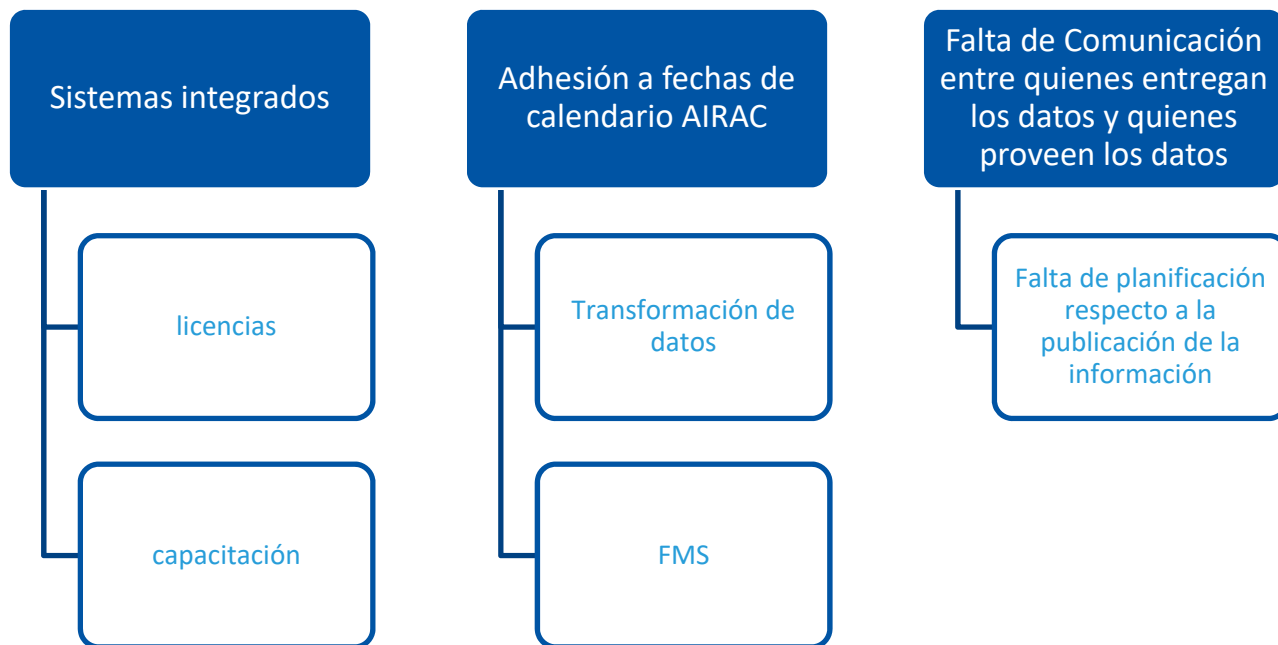 Sistemas integrados
licencias
capacitación
Adhesión a fechas de
calendario AIRAC
Transformación de
datos
FMS
Falta de Comunicación
entre quienes entregan
los datos y quienes
proveen los datos
Falta de planificación
respecto a la
publicación de la
información